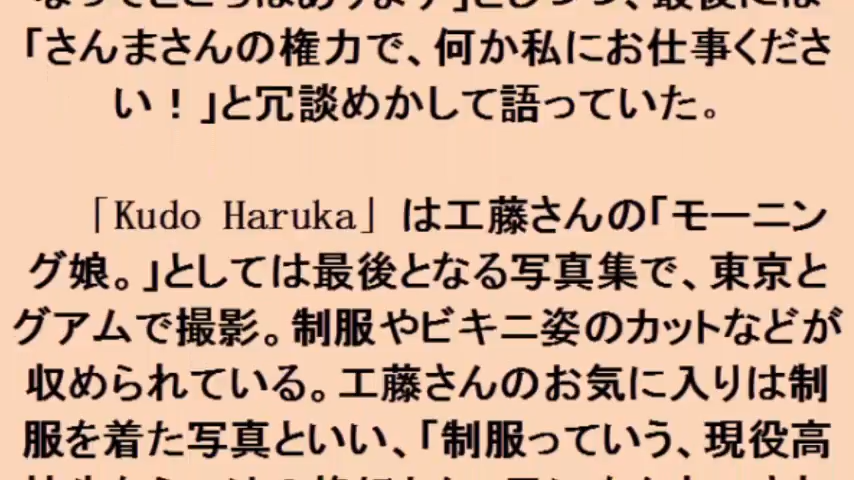 「さんまさんの権力で、何か私にお仕事くださ
い！」と冗談めかして語っていた。
「Kudo Haruka」は工藤さんの「モーニン
グ娘。」としては最後となる写真集で、東京と
グアムで撮影。制服やビキニ姿のカットなどが
収められている。工藤さんのお気に入りは制
服を着た写真といい、「制服っていう、現役高